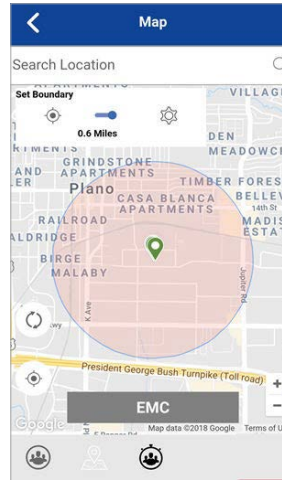 Map
Search Location
Set Boundary
0.6 Miles
VILLAG
DEN
MEADOWCR
GRINDSTONE
APARTMENTS
Plano
TIMBER FORES
CASA BLANCA
APARTMENTS
BELLEV
14th St
MADIS
ESTAT
RAILROAD
ALDRIDGE
BIRGE
MALABY
K Ave
Jupiter Rd
President George Bush Turnpike (Toll road)
+
−
EMC
Google
Map data ©2018 Google
Terms of U